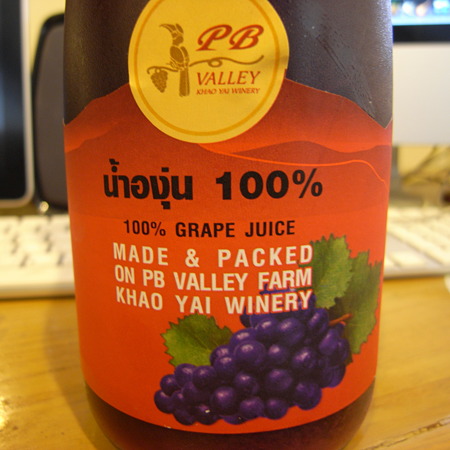 PB
VALLEY
KHAO YAI WINERY
น้ำองุ่น 100%
100% GRAPE JUICE
MADE & PACKED
ON PB VALLEY FARM
KHAO YAI WINERY